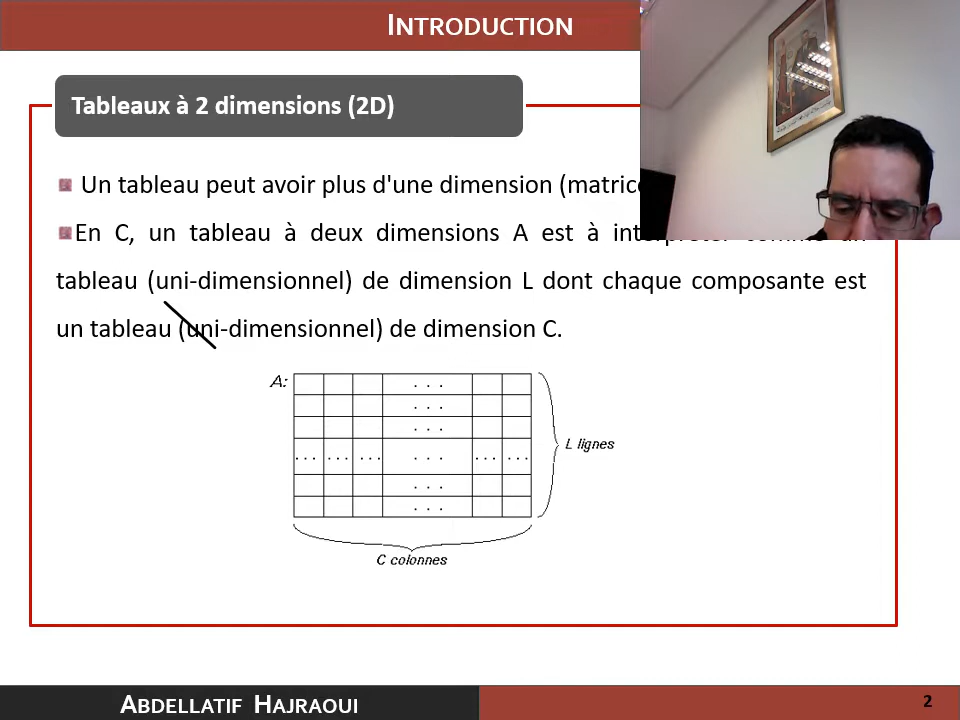 INTRODUCTION
Tableaux à 2 dimensions (2D)
Un tableau peut avoir plus d'une dimension
En C, un tableau à deux dimensions A est à
tableau (uni-dimensionnel) de dimension L dont chaque composante est
un tableau (uni-dimensionnel) de dimension C.
A:
. . .
. . .
. . .
... ... ... . . . ... ...
. . .
. . .
L lignes
C colonnes
ABDELLATIF HAJRAOUI
2